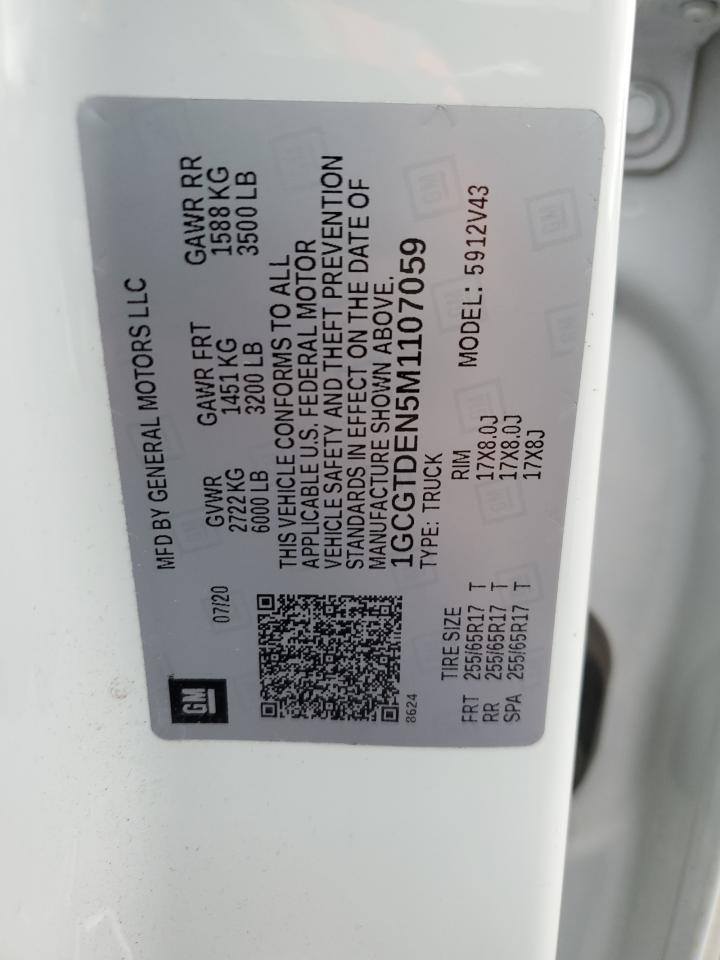 GM
07/20
MFD BY GENERAL MOTORS LLC
GVWR GAWR FRT GAWR RR
2722 KG 1451 KG 1588 KG
6000 LB 3200 LB 3500 LB
THIS VEHICLE CONFORMS TO ALL
APPLICABLE U.S. FEDERAL MOTOR
VEHICLE SAFETY AND THEFT PREVENTION
STANDARDS IN EFFECT ON THE DATE OF
MANUFACTURE SHOWN ABOVE.
1GCGTDEN5M1107059
8624
TYPE: TRUCK MODEL: 5912V43
TIRE SIZE RIM
FRT 255/65R17 T 17X8.0J
RR 255/65R17 T 17X8.0J
SPA 255/65R17 T 17X8J